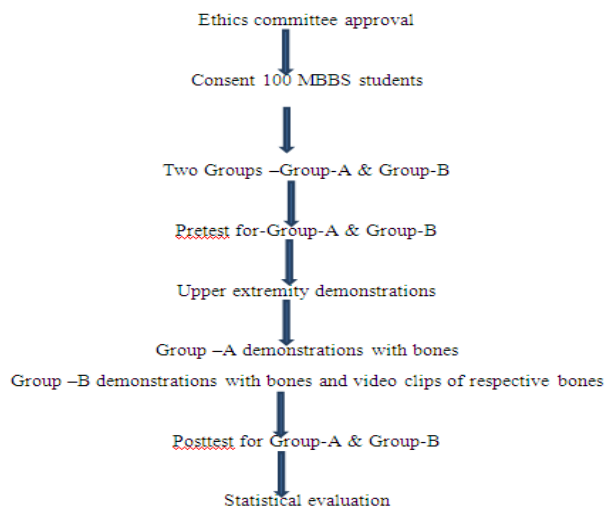 Ethics committee approval
Consent 100 MBBS students
Two Groups –Group-A & Group-B
Pretest for-Group-A & Group-B
Upper extremity demonstrations
Group –A demonstrations with bones
Group –B demonstrations with bones and video clips of respective bones
Posttest for Group-A & Group-B
Statistical evaluation